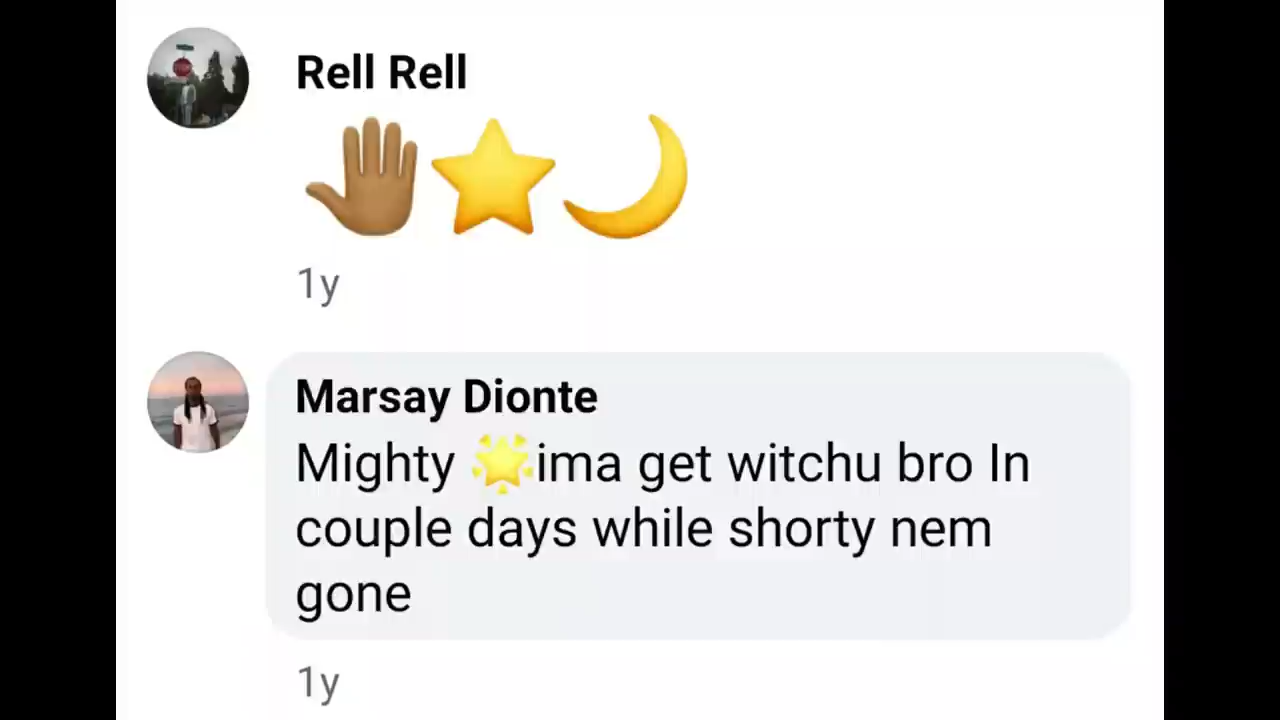 Rell Rell
🖐🏾⭐🌙
1y
Marsay Dionte
Mighty 🌟ima get witchu bro In
couple days while shorty nem
gone
1y